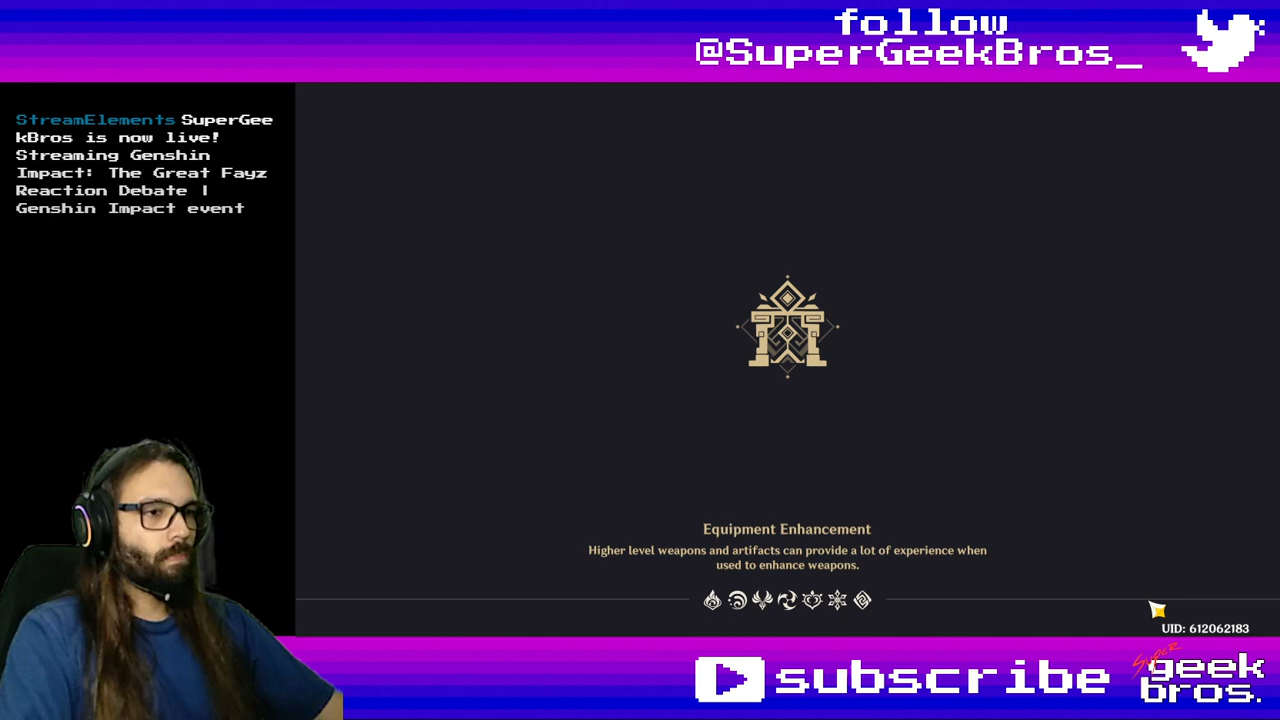 follow
@SuperGeekBros_
StreamElements SuperGee
kBros is now live!
Streaming Genshin
Impact: The Great Fayz
Reaction Debate |
Genshin Impact event
Equipment Enhancement
Higher level weapons and artifacts can provide a lot of experience when
used to enhance weapons.
UID: 612062183
subscribe
super
geek
bros.